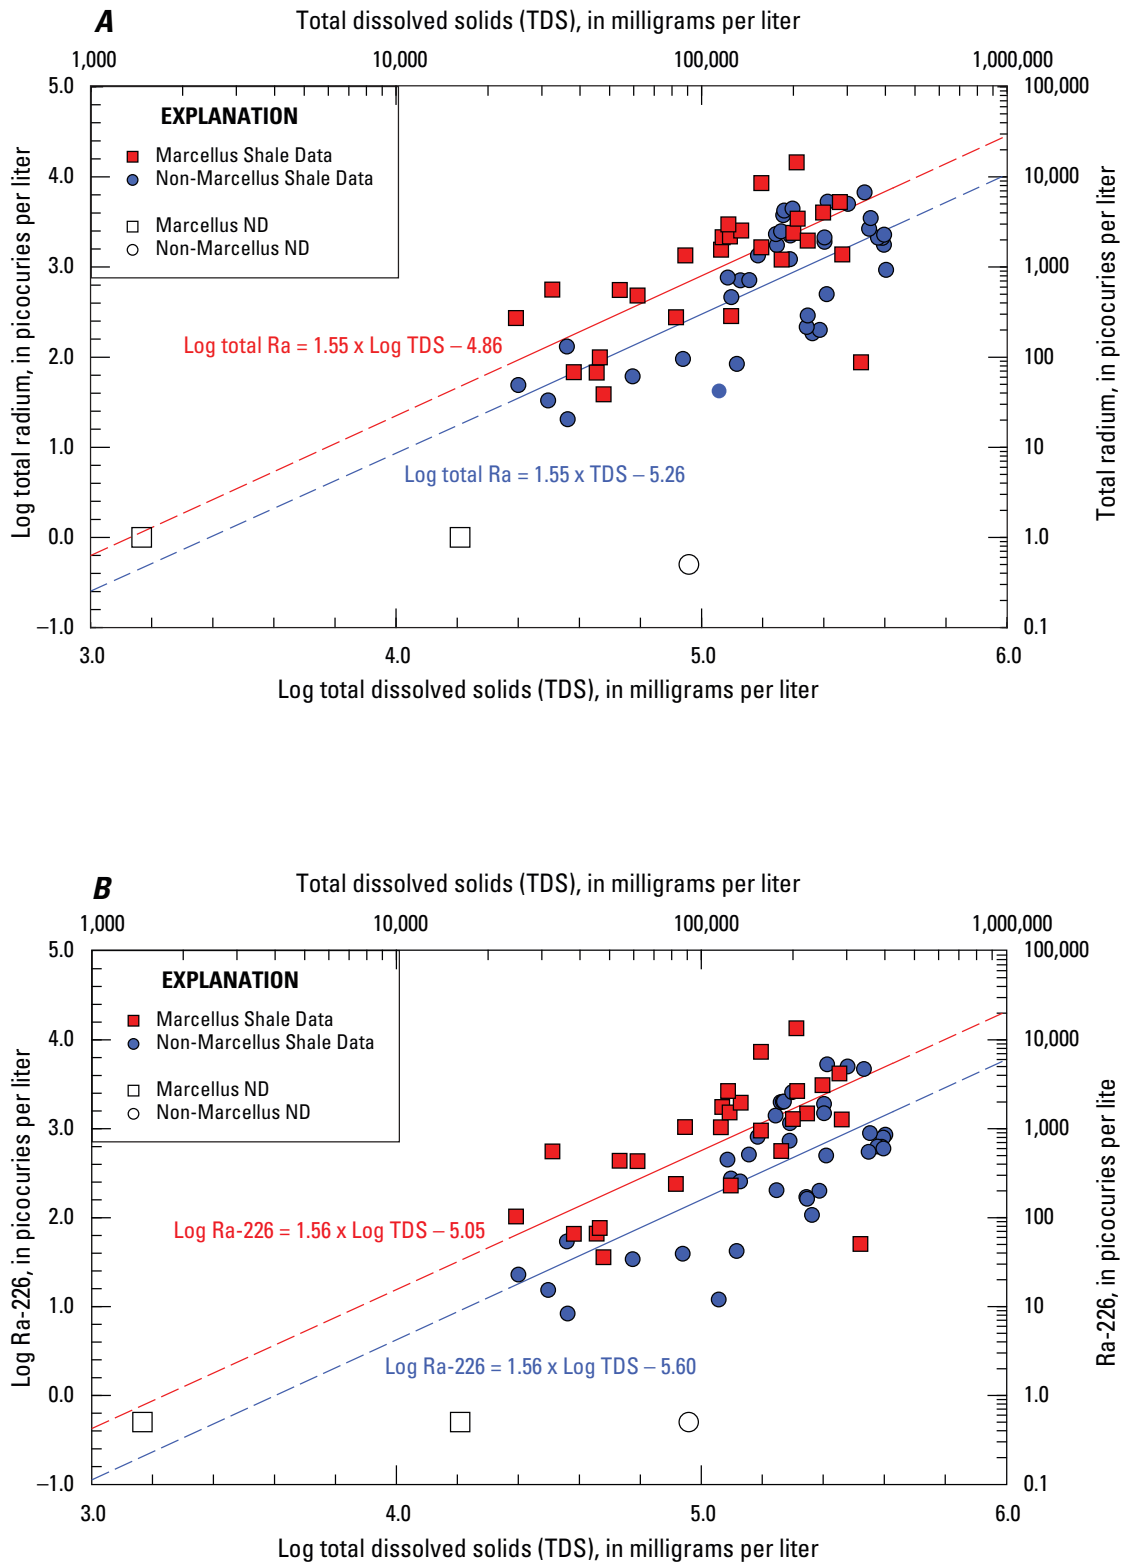 A
Total dissolved solids (TDS), in milligrams per liter
1,000 10,000 100,000 1,000,000
5.0 100,000
EXPLANATION
Marcellus Shale Data
Non-Marcellus Shale Data
Marcellus ND
Non-Marcellus ND
4.0 10,000
3.0 1,000
Log total Ra = 1.55 x Log TDS – 4.86
2.0 100
1.0 10
Log total Ra = 1.55 x TDS – 5.26
0.0 1.0
–1.0 0.1
Log total radium, in picocuries per liter
Total radium, in picocuries per liter
3.0 4.0 5.0 6.0
Log total dissolved solids (TDS), in milligrams per liter
B
Total dissolved solids (TDS), in milligrams per liter
1,000 10,000 100,000 1,000,000
5.0 100,000
EXPLANATION
Marcellus Shale Data
Non-Marcellus Shale Data
Marcellus ND
Non-Marcellus ND
4.0 10,000
3.0 1,000
2.0 100
Log Ra-226 = 1.56 x Log TDS – 5.05
1.0 10
Log Ra-226 = 1.56 x Log TDS – 5.60
0.0 1.0
–1.0 0.1
Log Ra-226, in picocuries per liter
Ra-226, in picocuries per lite
3.0 4.0 5.0 6.0
Log total dissolved solids (TDS), in milligrams per liter